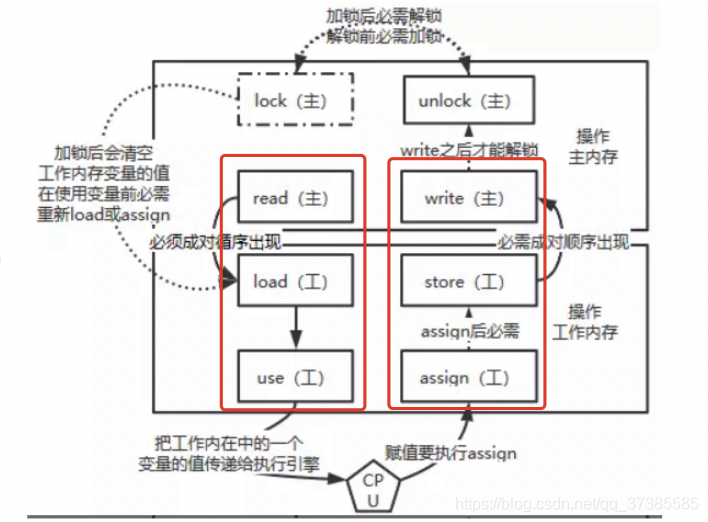 加锁后必需解锁
解锁前必需加锁
lock（主）
unlock（主）
加锁后会清空
工作内存变量的值
在使用变量前必需
重新load或assign
write之后才能解锁
操作
主内存
read（主）
write（主）
必须成对循序出现
必需成对顺序出现
load（工）
store（工）
操作
工作内存
assign后必需
use（工）
assign（工）
把工作内在中的一个
变量的值传递给执行引擎
赋值要执行assign
CP
U
https://blog.csdn.net/qq_37385585